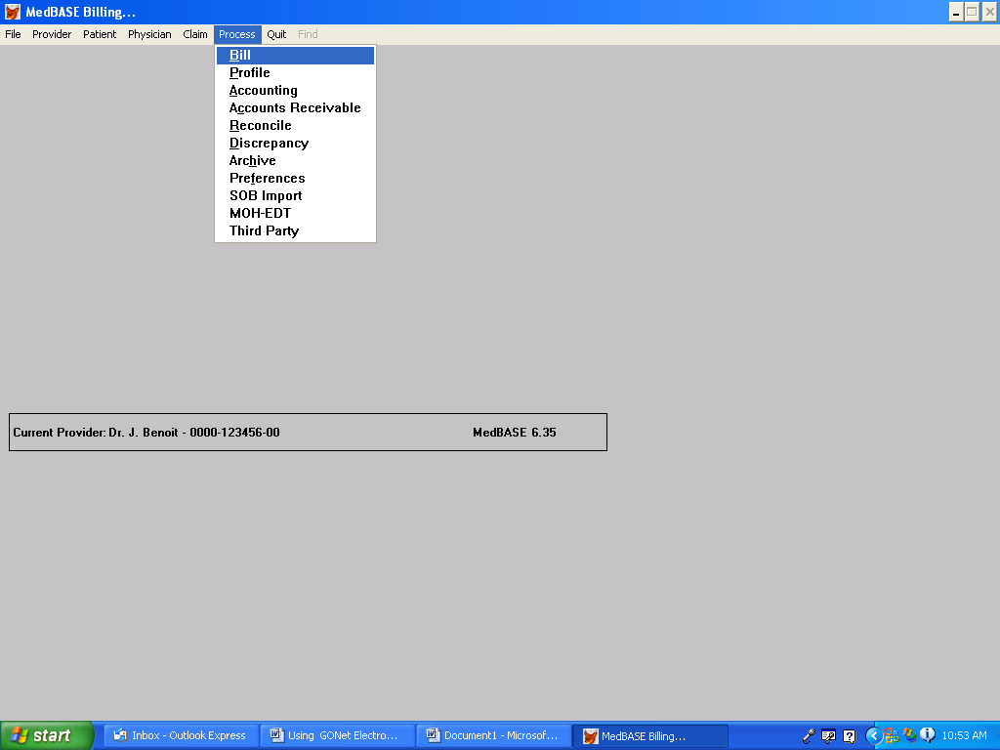 MedBASE Billing...
File Provider Patient Physician Claim Process Quit Find
Bill
Profile
Accounting
Accounts Receivable
Reconcile
Discrepancy
Archive
Preferences
SOB Import
MOH-EDT
Third Party
Current Provider: Dr. J. Benoit - 0000-123456-00 MedBASE 6.35
start Inbox - Outlook Express Using GONet Electro... Document1 - Microsof... MedBASE Billing... 10:53 AM